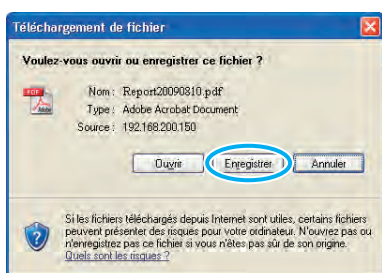 Téléchargement de fichier
Voulez-vous ouvrir ou enregistrer ce fichier ?
PDF
Adobe
Nom : Report20090810.pdf
Type : Adobe Acrobat Document
Source : 192.168.200.150
Ouvrir Enregistrer Annuler
Si les fichiers téléchargés depuis Internet sont utiles, certains fichiers
peuvent présenter des risques pour votre ordinateur. N'ouvrez pas ou
n'enregistrez pas ce fichier si vous n'êtes pas sûr de son origine.
Quels sont les risques ?